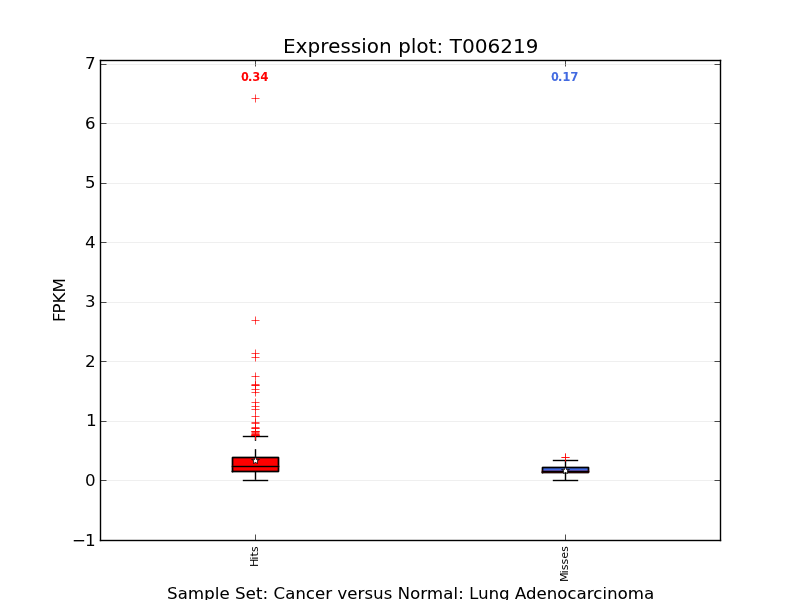 Expression plot: T006219
7
0.34
0.17
6
5
4
3
2
1
0
−1
FPKM
Hits
Misses
Sample Set: Cancer versus Normal: Lung Adenocarcinoma